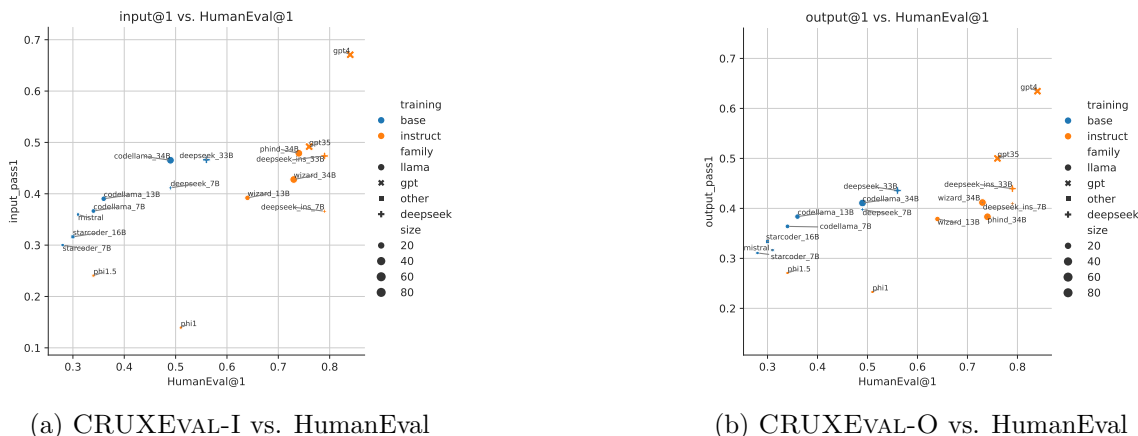 input@1 vs. HumanEval@1
0.7
0.6
0.5
0.4
0.3
0.2
0.1
input_pass1
gpt4
gpt35
phind_34B
deepseek_ins_33B
codellama_34B
deepseek_33B
wizard_34B
deepseek_7B
wizard_13B
codellama_13B
deepseek_ins_7B
codellama_7B
mistral
starcoder_16B
starcoder_7B
phi1.5
phi1
0.3 0.4 0.5 0.6 0.7 0.8
HumanEval@1
training
base
instruct
family
llama
gpt
other
deepseek
size
20
40
60
80
(a) CRUXEVAL-I vs. HumanEval
output@1 vs. HumanEval@1
0.7
0.6
0.5
0.4
0.3
0.2
output_pass1
gpt4
gpt35
deepseek_33B
deepseek_ins_33B
codellama_34B
wizard_34B
codellama_13B
deepseek_7B
deepseek_ins_7B
codellama_7B
wizard_13B
phind_34B
starcoder_16B
mistral
starcoder_7B
phi1.5
phi1
0.3 0.4 0.5 0.6 0.7 0.8
HumanEval@1
training
base
instruct
family
llama
gpt
other
deepseek
size
20
40
60
80
(b) CRUXEVAL-O vs. HumanEval